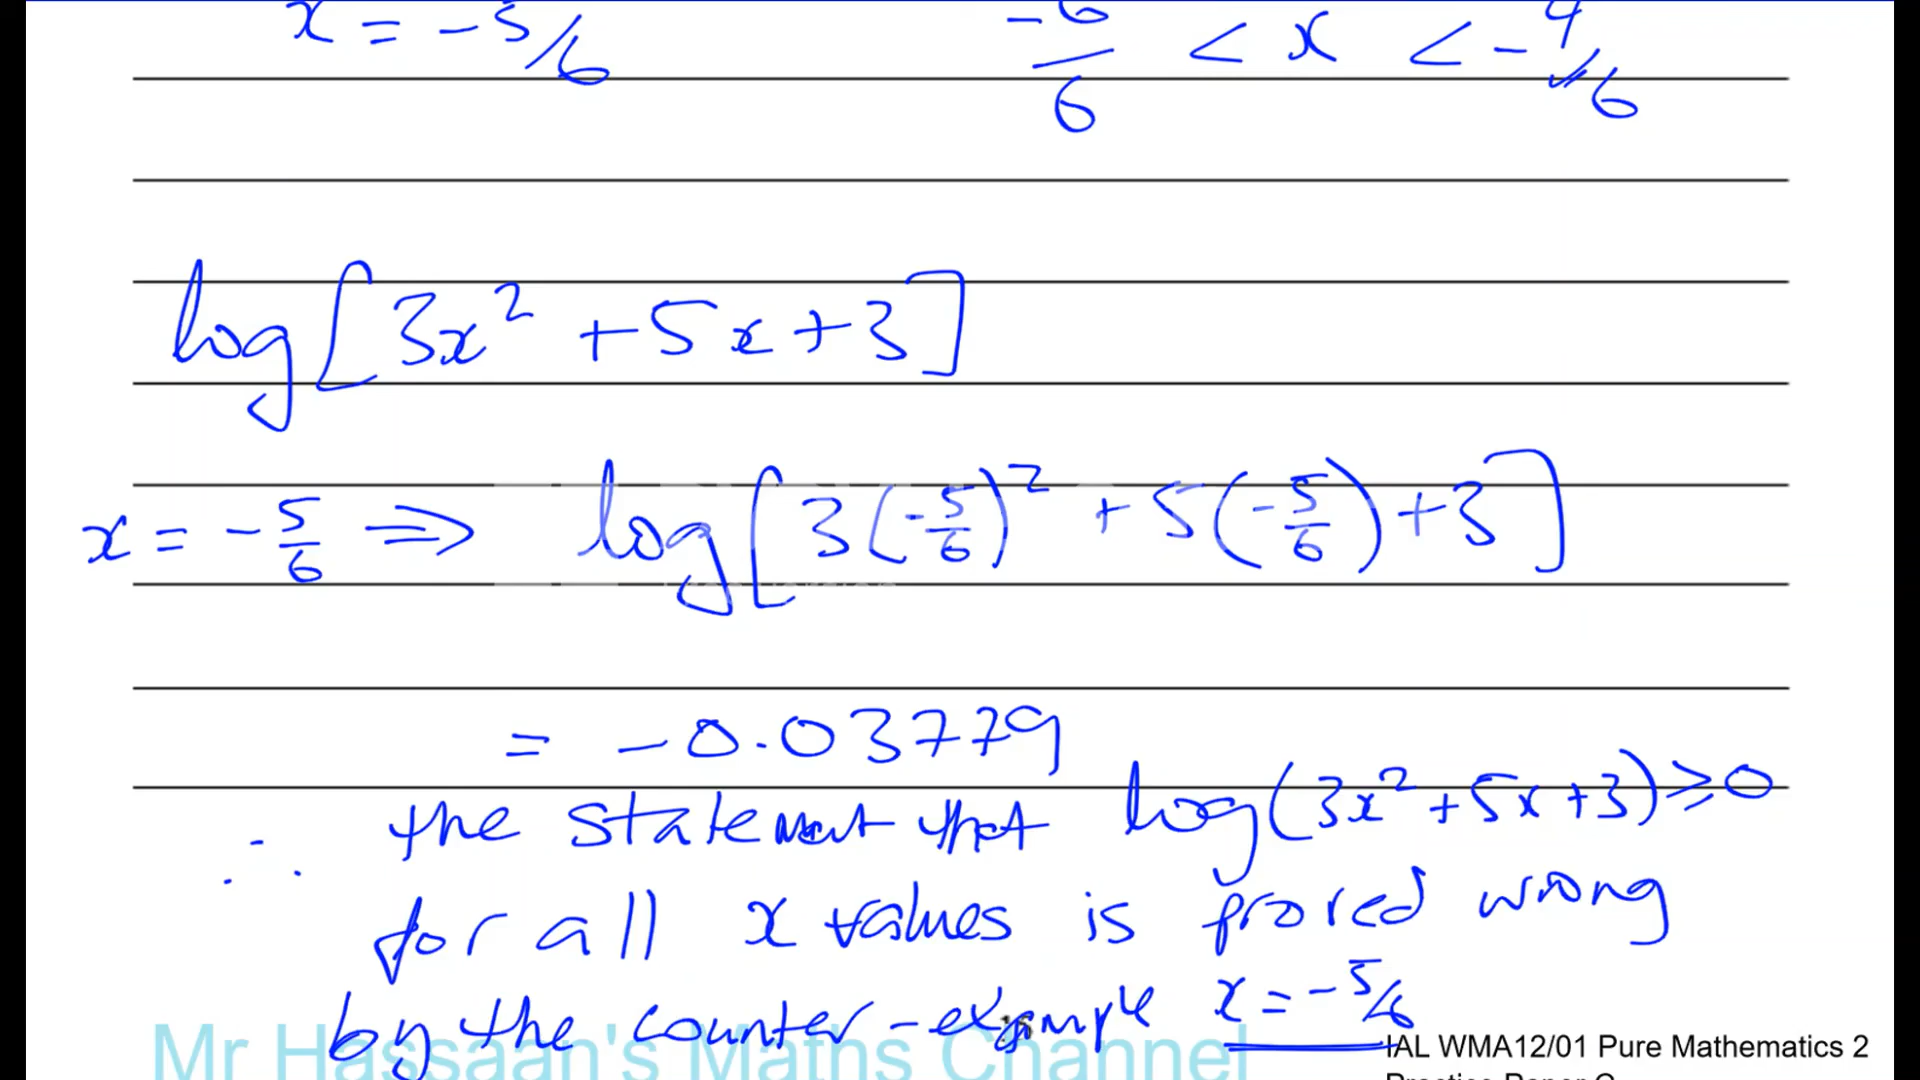 x = -5/6 -6/6 < x < -4/6
log[3x² + 5x + 3]
x = -5/6 ⇒ log[3(-5/6)² + 5(-5/6) + 3]
= -0.03779
∴ the statement that log(3x² + 5x + 3) ≥ 0
for all x values is proved wrong
by the counter-example x = -5/6
Mr Hassaan's Maths Channel
IAL WMA12/01 Pure Mathematics 2
Practice Paper